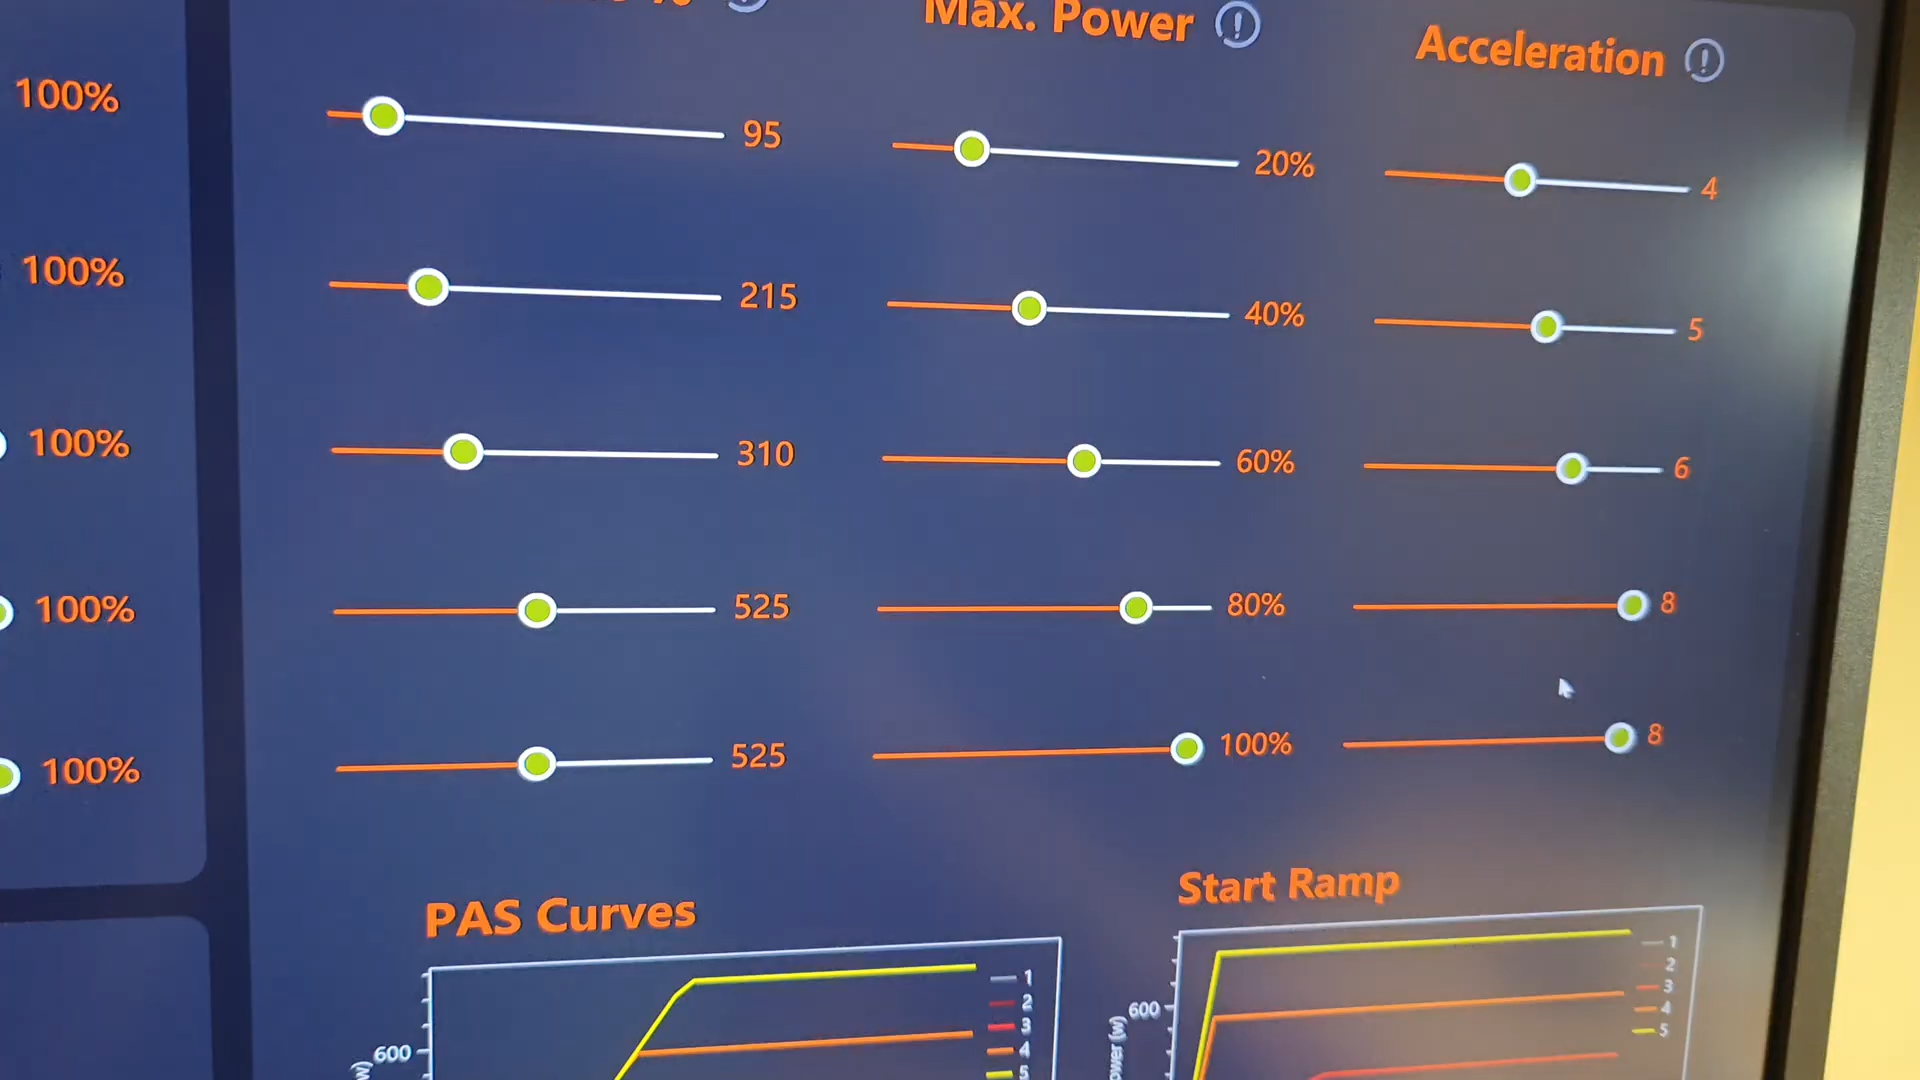 Max. Power
Acceleration
100% 95 20% 4
100% 215 40% 5
100% 310 60% 6
100% 525 80% 8
100% 525 100% 8
PAS Curves
Start Ramp
1
2
3
4
5
600
1
2
3
4
5
600